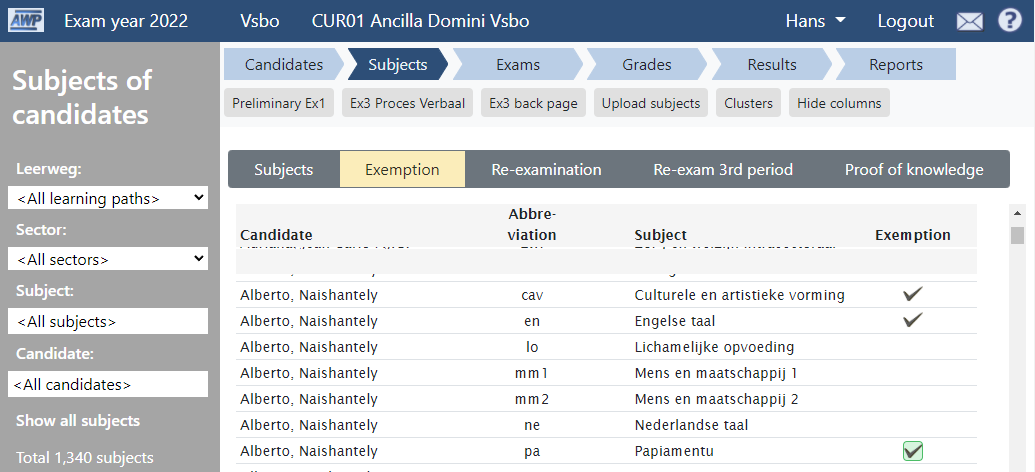 AWP Exam year 2022 Vsbo CUR01 Ancilla Domini Vsbo Hans Logout ?
Subjects of
candidates
Leerweg:
<All learning paths>
Sector:
<All sectors>
Subject:
<All subjects>
Candidate:
<All candidates>
Show all subjects
Total 1,340 subjects
Candidates Subjects Exams Grades Results Reports
Preliminary Ex1 Ex3 Proces Verbaal Ex3 back page Upload subjects Clusters Hide columns
Subjects Exemption Re-examination Re-exam 3rd period Proof of knowledge
Candidate Abbre-
viation Subject Exemption
Alberto, Naishantely cav Culturele en artistieke vorming
Alberto, Naishantely en Engelse taal
Alberto, Naishantely lo Lichamelijke opvoeding
Alberto, Naishantely mm1 Mens en maatschappij 1
Alberto, Naishantely mm2 Mens en maatschappij 2
Alberto, Naishantely ne Nederlandse taal
Alberto, Naishantely pa Papiamentu